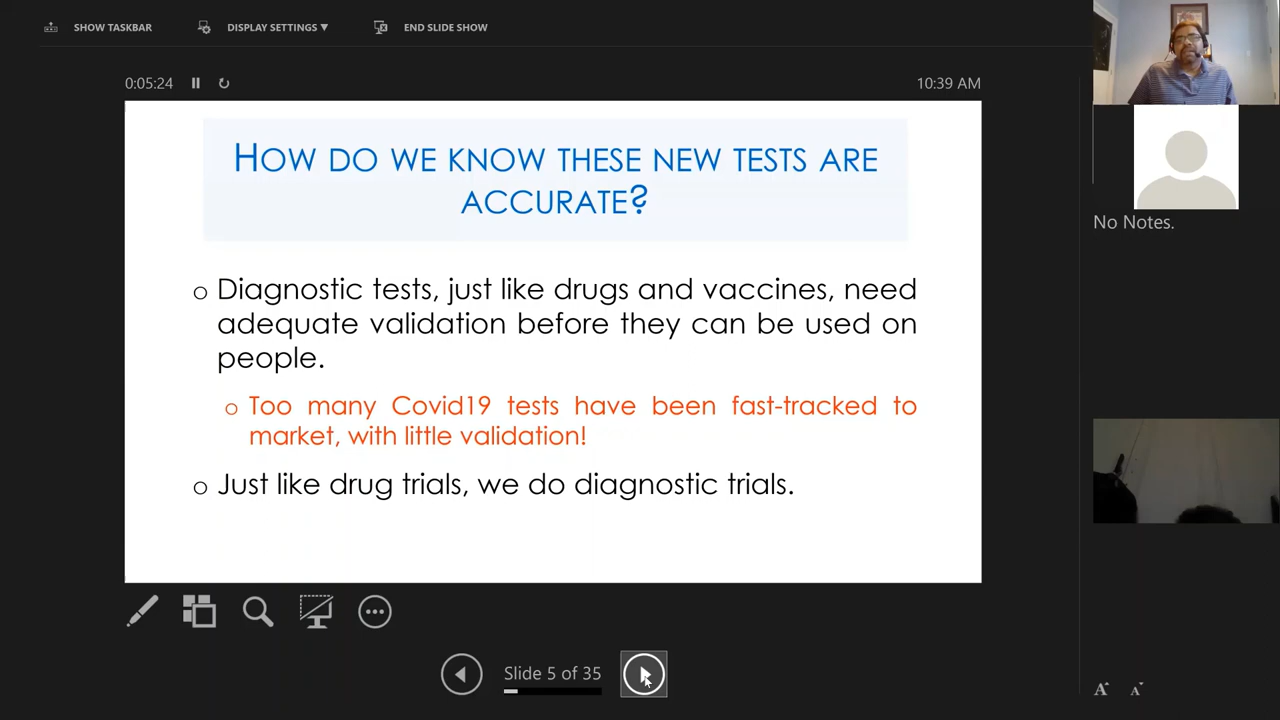 SHOW TASKBAR
DISPLAY SETTINGS ▼
END SLIDE SHOW
0:05:24
10:39 AM
HOW DO WE KNOW THESE NEW TESTS ARE
ACCURATE?
o Diagnostic tests, just like drugs and vaccines, need
adequate validation before they can be used on
people.
o Too many Covid19 tests have been fast-tracked to
market, with little validation!
o Just like drug trials, we do diagnostic trials.
No Notes.
Slide 5 of 35
A A